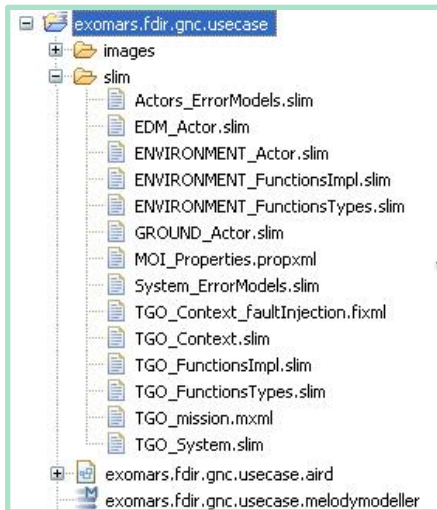 exomars.fdir.gnc.usecase
images
slim
Actors_ErrorModels.slim
EDM_Actor.slim
ENVIRONMENT_Actor.slim
ENVIRONMENT_FunctionsImpl.slim
ENVIRONMENT_FunctionsTypes.slim
GROUND_Actor.slim
MOI_Properties.propxml
System_ErrorModels.slim
TGO_Context_faultInjection.fixml
TGO_Context.slim
TGO_FunctionsImpl.slim
TGO_FunctionsTypes.slim
TGO_mission.mxml
TGO_System.slim
exomars.fdir.gnc.usecase.aird
exomars.fdir.gnc.usecase.melodymodeller